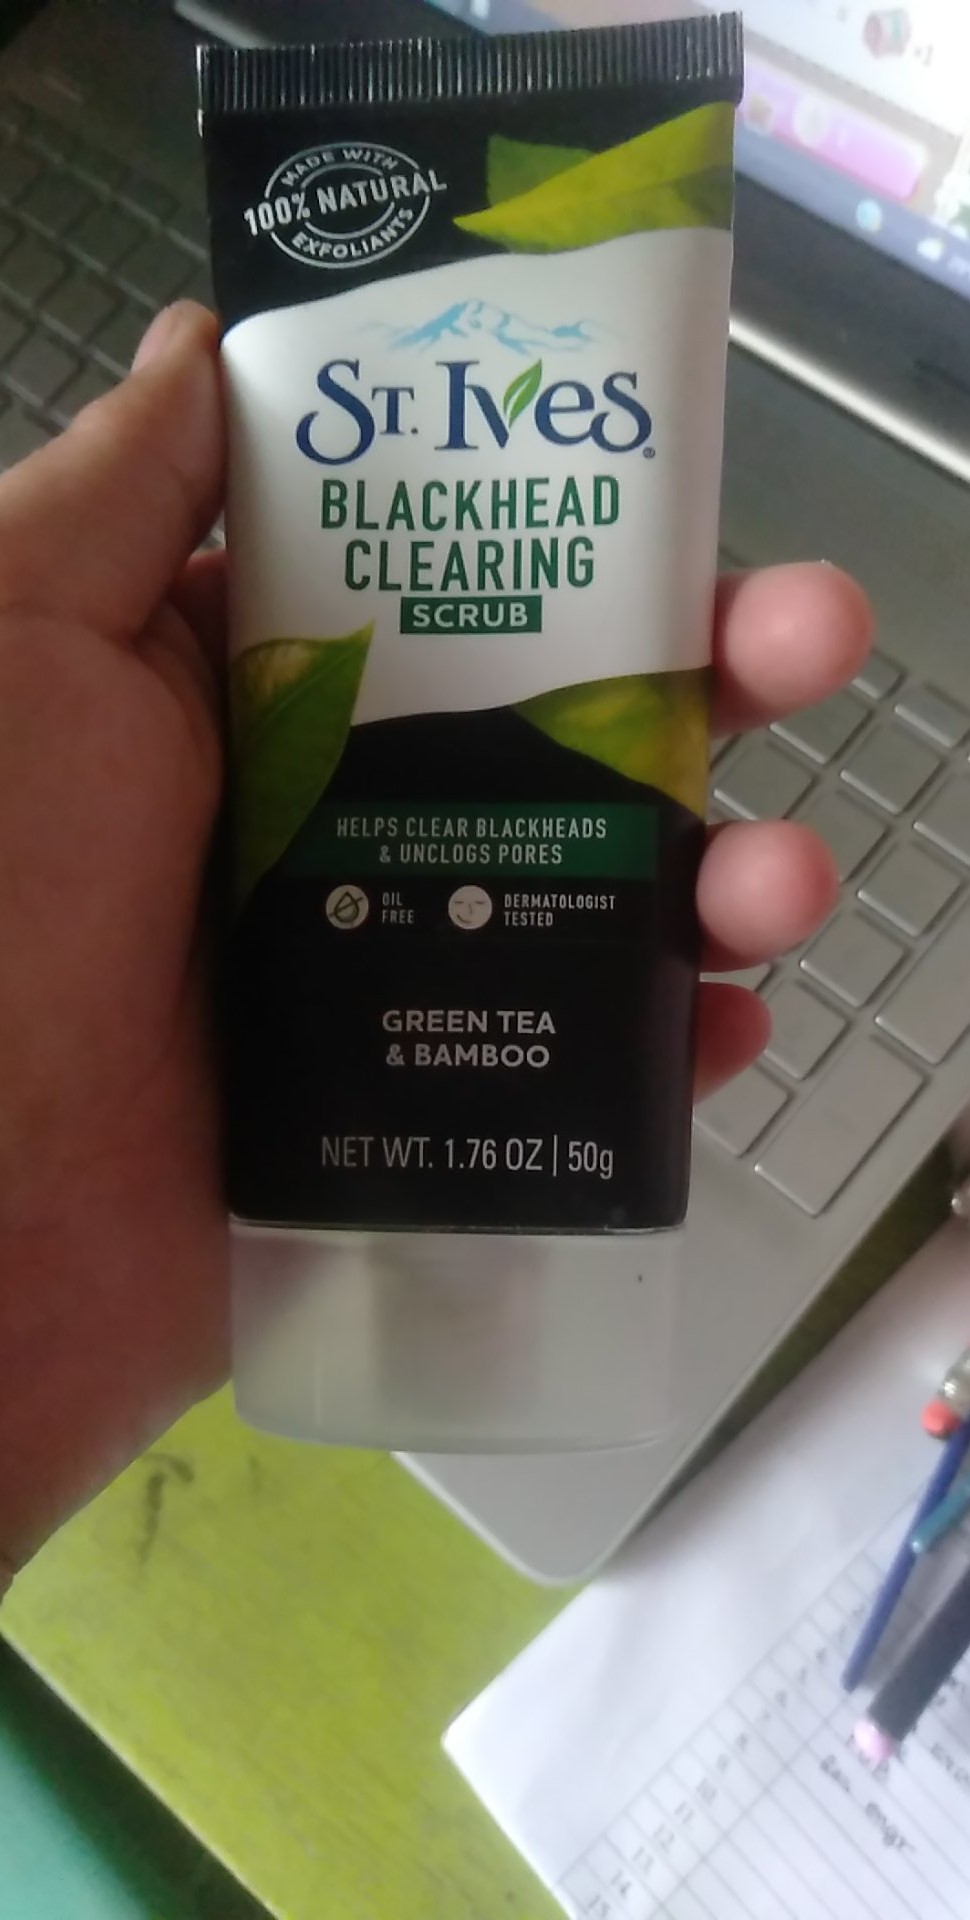 MADE WITH
100% NATURAL
EXFOLIANTS
ST. IVES®
BLACKHEAD
CLEARING
SCRUB
HELPS CLEAR BLACKHEADS
& UNCLOGS PORES
OIL
FREE
DERMATOLOGIST
TESTED
GREEN TEA
& BAMBOO
NET WT. 1.76 OZ | 50g